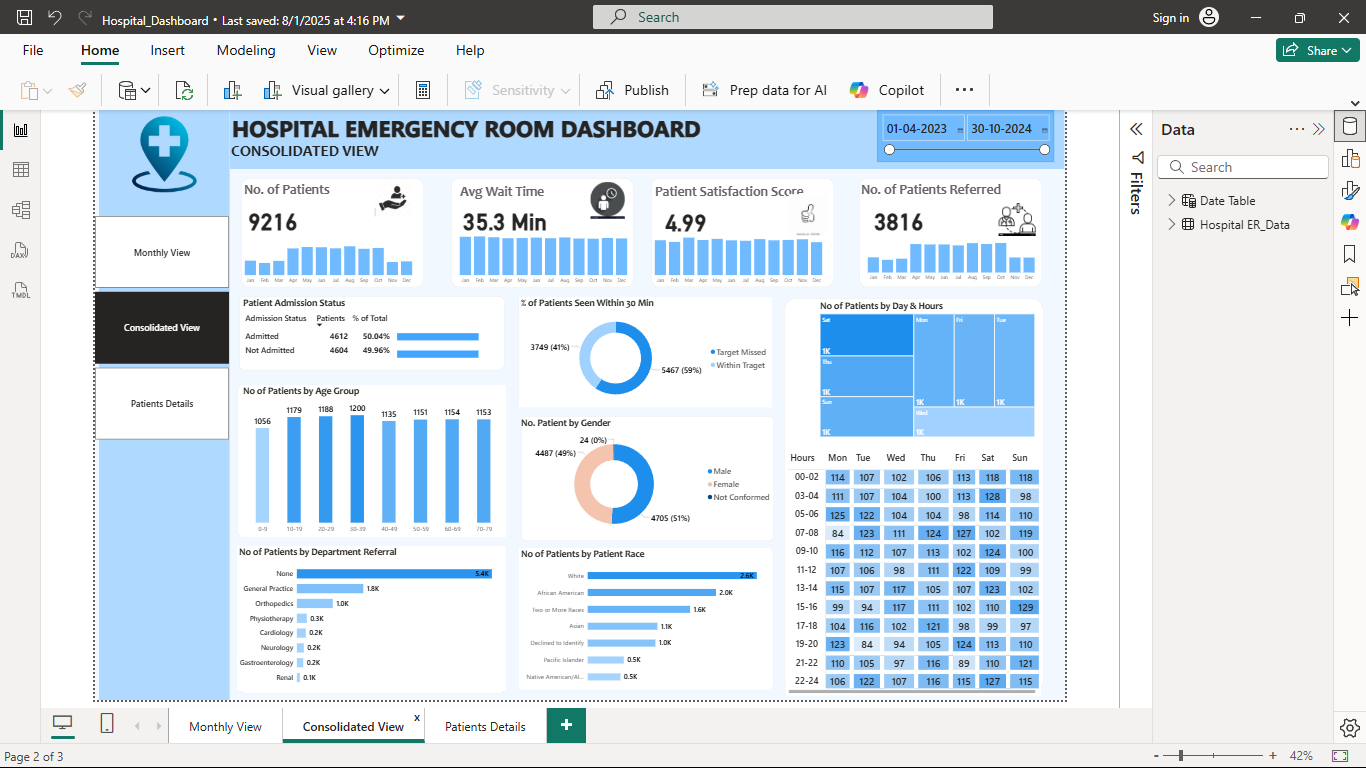 Hospital_Dashboard • Last saved: 8/1/2025 at 4:16 PM
Search
Sign in
File Home Insert Modeling View Optimize Help
Share
Visual gallery
Sensitivity
Publish
Prep data for AI
Copilot
HOSPITAL EMERGENCY ROOM DASHBOARD
CONSOLIDATED VIEW
01-04-2023
30-10-2024
Monthly View
Consolidated View
Patients Details
No. of Patients
9216
Jan Feb Mar Apr May Jun Jul Aug Sep Oct Nov Dec
Avg Wait Time
35.3 Min
Jan Feb Mar Apr May Jun Jul Aug Sep Oct Nov Dec
Patient Satisfaction Score
4.99
Jan Feb Mar Apr May Jun Jul Aug Sep Oct Nov Dec
No. of Patients Referred
3816
Jan Feb Mar Apr May Jun Jul Aug Sep Oct Nov Dec
Patient Admission Status
Admission Status Patients % of Total
Admitted 4612 50.04%
Not Admitted 4604 49.96%
% of Patients Seen Within 30 Min
3749 (41%)
5467 (59%)
Target Missed
Within Traget
No of Patients by Age Group
1056 1179 1188 1200 1135 1151 1154 1153
0-9 10-19 20-29 30-39 40-49 50-59 60-69 70-79
No. Patient by Gender
24 (0%)
4487 (49%)
4705 (51%)
Male
Female
Not Conformed
No of Patients by Department Referral
None 5.4K
General Practice 1.8K
Orthopedics 1.0K
Physiotherapy 0.3K
Cardiology 0.2K
Neurology 0.2K
Gastroenterology 0.2K
Renal 0.1K
No of Patients by Patient Race
White 2.6K
African American 2.0K
Two or More Races 1.6K
Asian 1.1K
Declined to Identify 1.0K
Pacific Islander 0.5K
Native American/Al... 0.5K
No of Patients by Day & Hours
Sat
1K
Thu
1K
Sun
1K
Mon
1K
Fri
1K
Tue
1K
Wed
1K
Hours Mon Tue Wed Thu Fri Sat Sun
00-02 114 107 102 106 113 118 118
03-04 111 107 104 100 113 128 98
05-06 125 122 104 104 98 114 110
07-08 84 123 111 124 127 102 119
09-10 116 112 107 113 102 124 100
11-12 107 106 98 111 122 109 99
13-14 115 107 117 105 107 123 102
15-16 99 94 117 111 102 110 129
17-18 104 116 102 121 98 99 97
19-20 123 84 94 105 124 113 110
21-22 110 105 97 116 89 110 121
22-24 106 122 107 116 115 127 115
Filters
Data
Search
Date Table
Hospital ER_Data
DAX
TMDL
Monthly View
Consolidated View x
Patients Details
+
Page 2 of 3
- + 42%